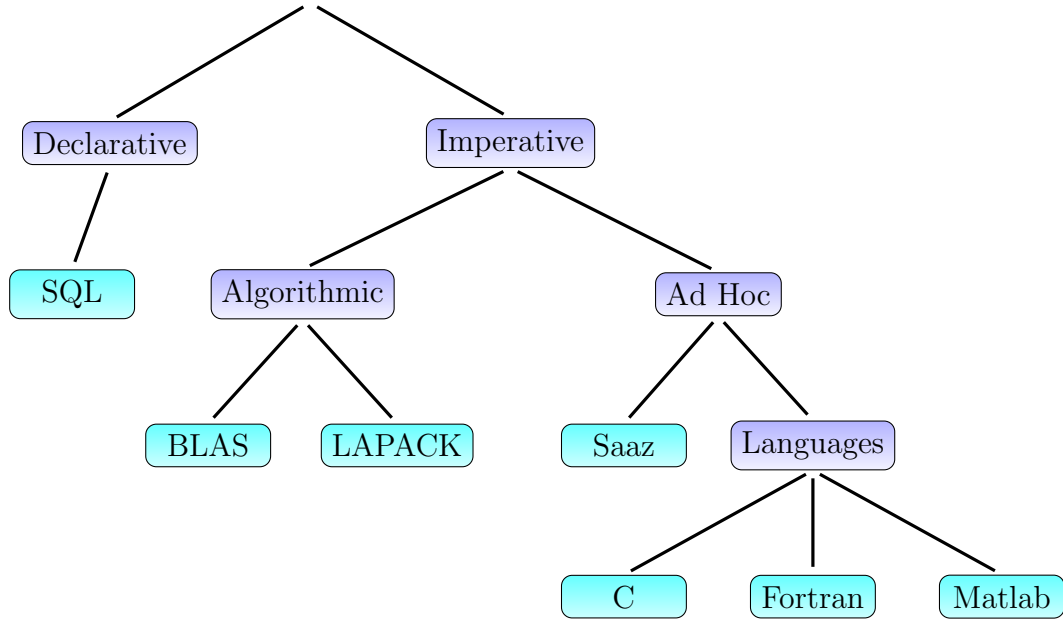 Declarative
Imperative
SQL
Algorithmic
Ad Hoc
BLAS
LAPACK
Saaz
Languages
C
Fortran
Matlab